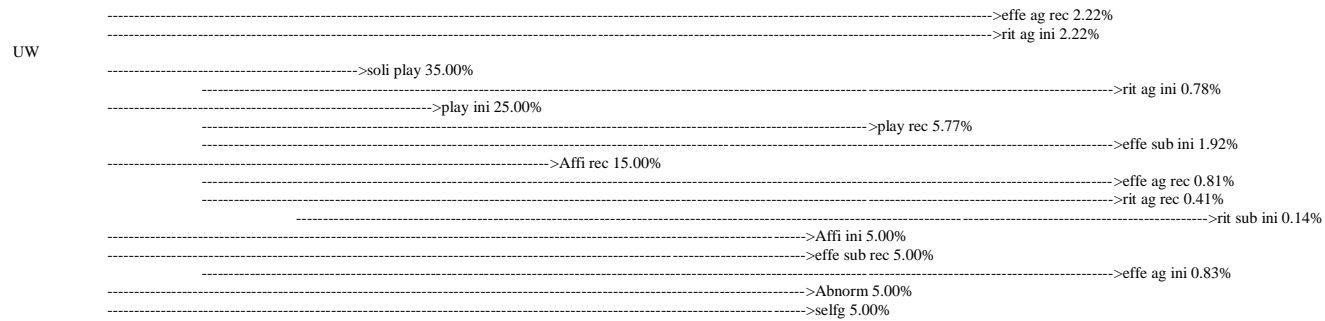 >effe ag rec 2.22%
>rit ag ini 2.22%
UW
>soli play 35.00%
>rit ag ini 0.78%
>play ini 25.00%
>play rec 5.77%
>effe sub ini 1.92%
>Affi rec 15.00%
>effe ag rec 0.81%
>rit ag rec 0.41%
>rit sub ini 0.14%
>Affi ini 5.00%
>effe sub rec 5.00%
>effe ag ini 0.83%
>Abnorm 5.00%
>selfg 5.00%